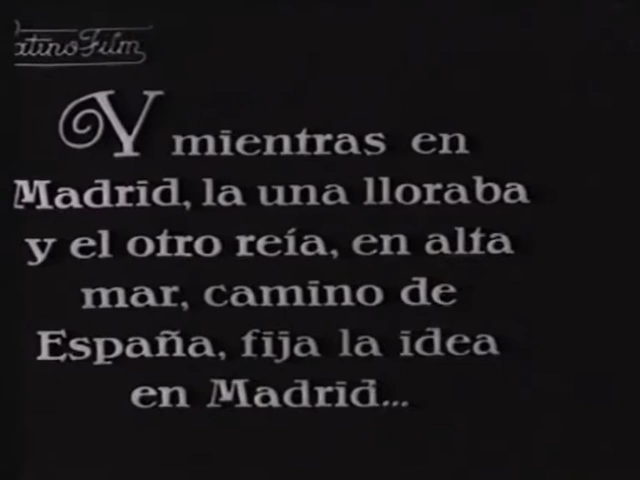 atino Film
Y mientras en
Madrid, la una lloraba
y el otro reía, en alta
mar, camino de
España, fija la idea
en Madrid...